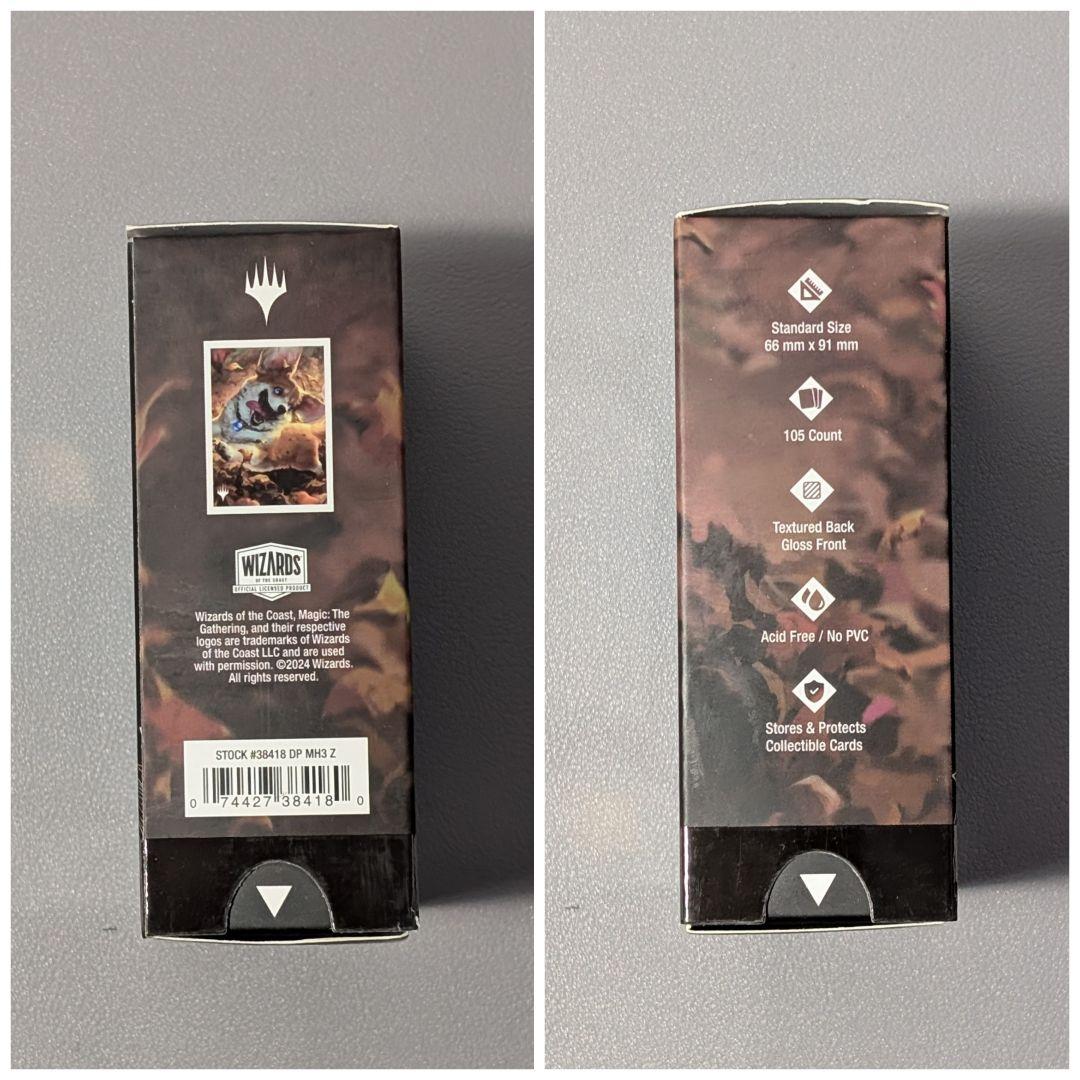 WIZARDS
OF THE COAST
OFFICIAL LICENSED PRODUCT
Wizards of the Coast, Magic: The
Gathering, and their respective
logos are trademarks of Wizards
of the Coast LLC and are used
with permission. ©2024 Wizards.
All rights reserved.
STOCK #38418 DP MH3 Z
0 74427 38418 0
Standard Size
66 mm x 91 mm
105 Count
Textured Back
Gloss Front
Acid Free / No PVC
Stores & Protects
Collectible Cards